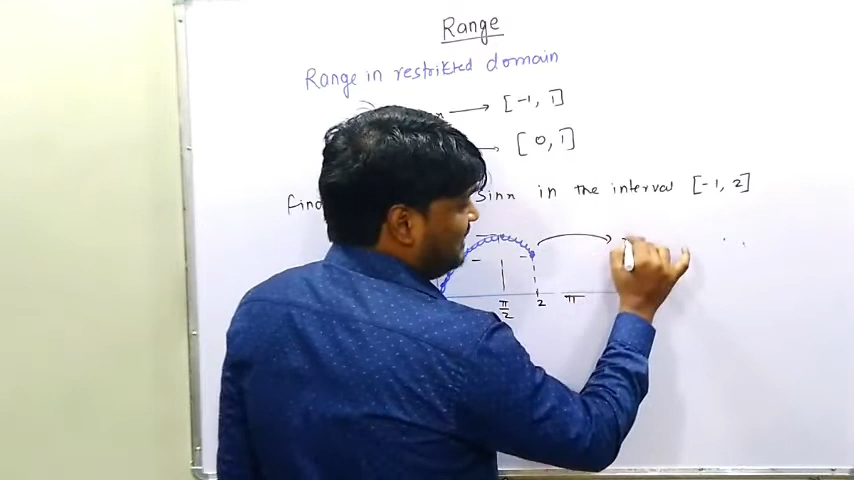 Range
Range in restricted domain
→ [-1, 1]
→ [0, 1]
find sinx in the interval [-1, 2]
π/2 2 π